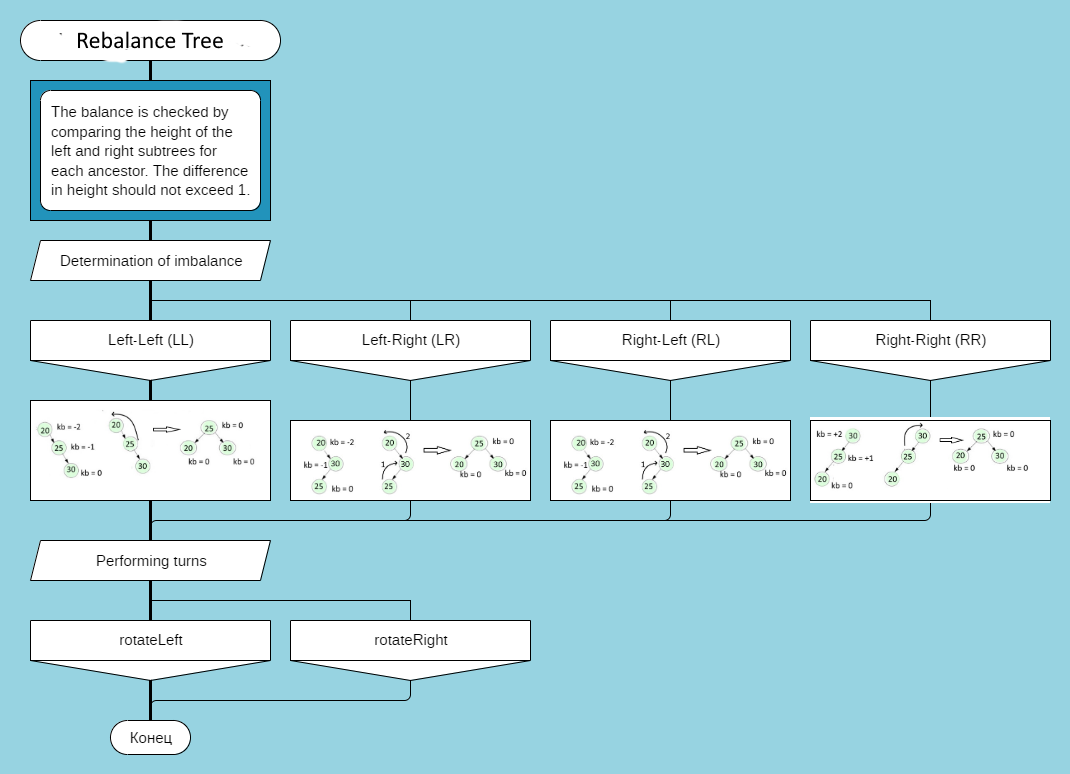 Rebalance Tree
The balance is checked by
comparing the height of the
left and right subtrees for
each ancestor. The difference
in height should not exceed 1.
Determination of imbalance
Left-Left (LL)
Left-Right (LR)
Right-Left (RL)
Right-Right (RR)
20 kb = -2
25 kb = -1
30 kb = 0
20
25
30
25 kb = 0
20 30
kb = 0 kb = 0
20 kb = -2
kb = -1 30
25 kb = 0
20 2
1 30
25
25 kb = 0
20 30
kb = 0 kb = 0
20 kb = -2
kb = -1 30
25 kb = 0
20 2
1 30
25
25 kb = 0
20 30
kb = 0 kb = 0
kb = +2 30
25 kb = +1
20 kb = 0
30
25
20
25 kb = 0
20 30
kb = 0 kb = 0
Performing turns
rotateLeft
rotateRight
Конец